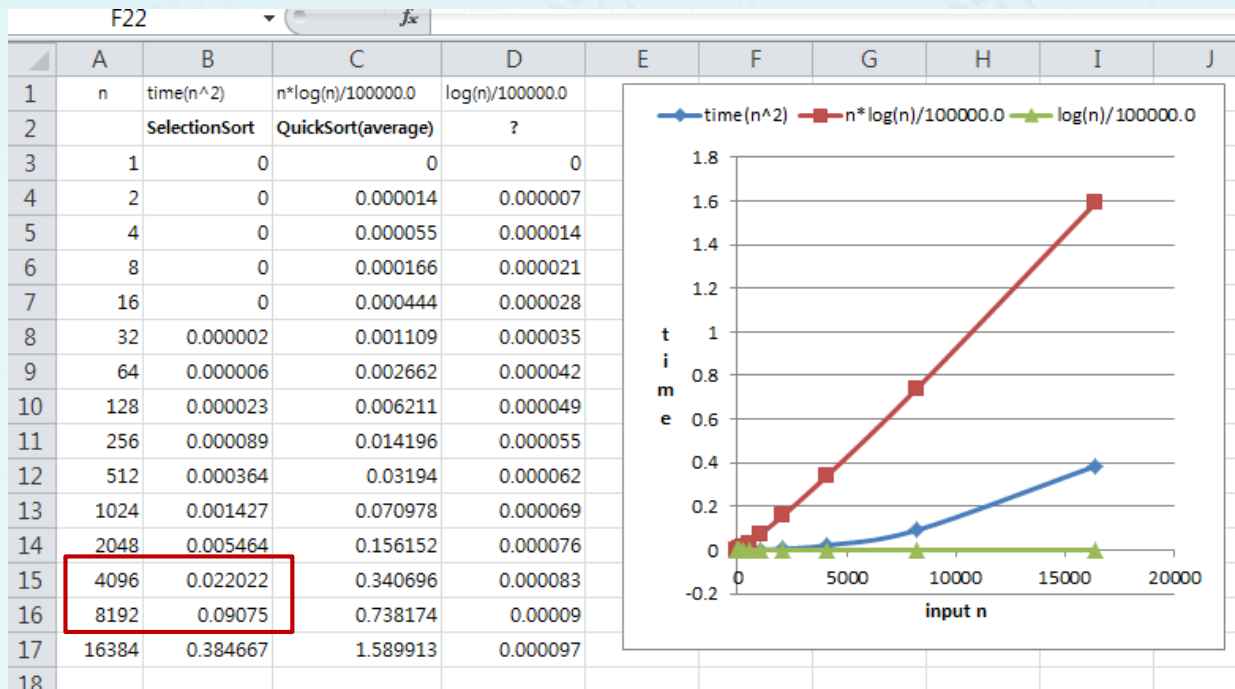 F22 fx
A B C D E F G H I J
1 n time(n^2) n*log(n)/100000.0 log(n)/100000.0
2 SelectionSort QuickSort(average) ?
3 1 0 0 0
4 2 0 0.000014 0.000007
5 4 0 0.000055 0.000014
6 8 0 0.000166 0.000021
7 16 0 0.000444 0.000028
8 32 0.000002 0.001109 0.000035
9 64 0.000006 0.002662 0.000042
10 128 0.000023 0.006211 0.000049
11 256 0.000089 0.014196 0.000055
12 512 0.000364 0.03194 0.000062
13 1024 0.001427 0.070978 0.000069
14 2048 0.005464 0.156152 0.000076
15 4096 0.022022 0.340696 0.000083
16 8192 0.09075 0.738174 0.00009
17 16384 0.384667 1.589913 0.000097
18
time(n^2) n*log(n)/100000.0 log(n)/100000.0
time
1.8
1.6
1.4
1.2
1
0.8
0.6
0.4
0.2
0
-0.2
0 5000 10000 15000 20000
input n